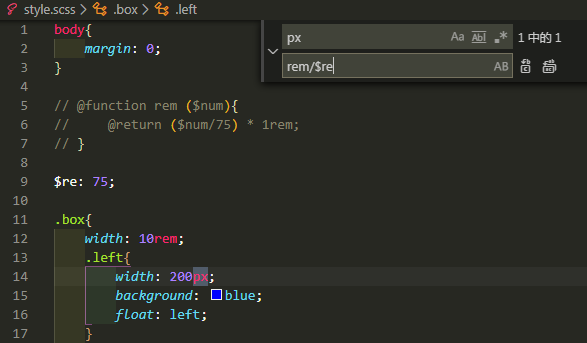 style.scss > .box > .left
px Aa ab .* 1 中的 1
rem/$re AB
1 body{
2 margin: 0;
3 }
4
5 // @function rem ($num){
6 // @return ($num/75) * 1rem;
7 // }
8
9 $re: 75;
10
11 .box{
12 width: 10rem;
13 .left{
14 width: 200px;
15 background: blue;
16 float: left;
17 }